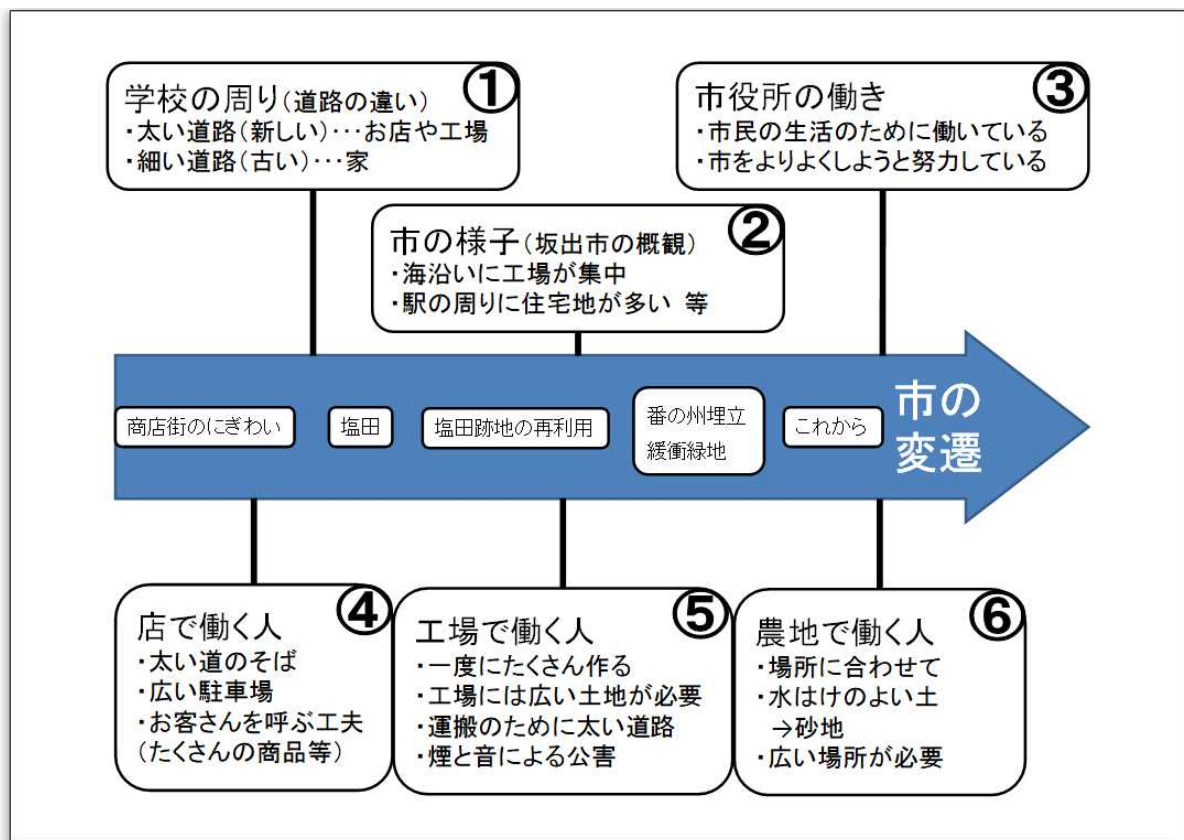 ①
学校の周り(道路の違い)
・太い道路(新しい)･･･お店や工場
・細い道路(古い)･･･家
②
市の様子(坂出市の概観)
・海沿いに工場が集中
・駅の周りに住宅地が多い 等
③
市役所の働き
・市民の生活のために働いている
・市をよりよくしようと努力している
商店街のにぎわい
塩田
塩田跡地の再利用
番の州埋立
緩衝緑地
これから
市の
変遷
④
店で働く人
・太い道のそば
・広い駐車場
・お客さんを呼ぶ工夫
(たくさんの商品等)
⑤
工場で働く人
・一度にたくさん作る
・工場には広い土地が必要
・運搬のために太い道路
・煙と音による公害
⑥
農地で働く人
・場所に合わせて
・水はけのよい土
→砂地
・広い場所が必要